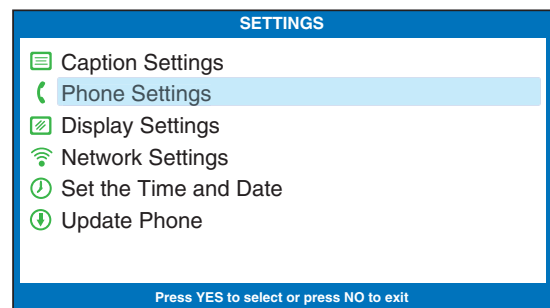 SETTINGS
Caption Settings
Phone Settings
Display Settings
Network Settings
Set the Time and Date
Update Phone
Press YES to select or press NO to exit